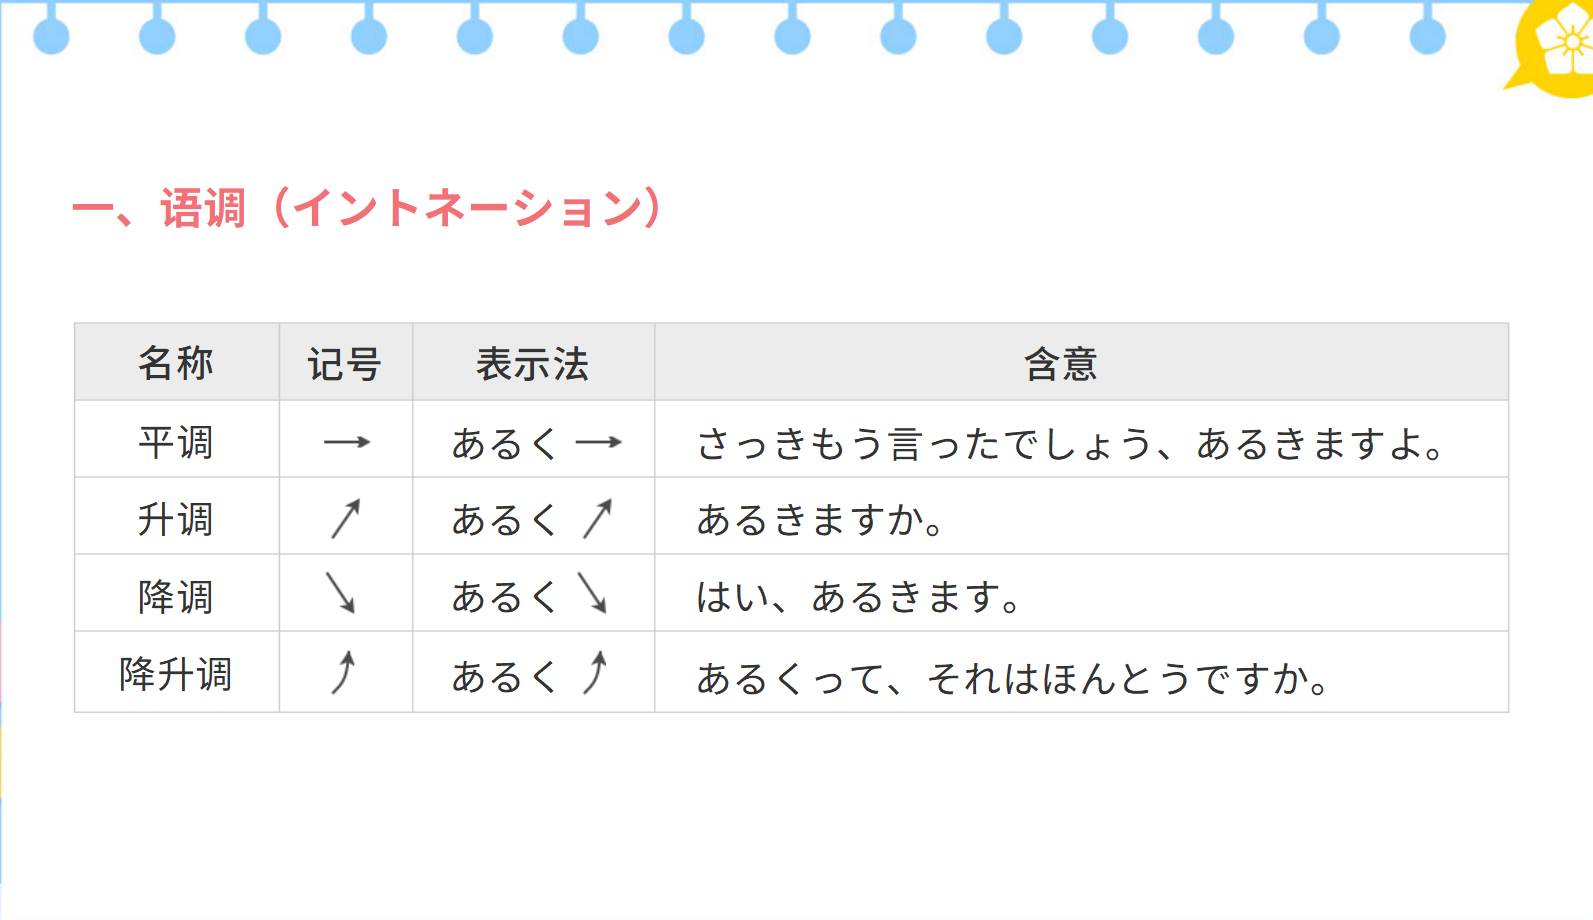 一、语调（イントネーション）
名称 记号 表示法 含意
平调 → あるく → さっきもう言ったでしょう、あるきますよ。
升调 ↗ あるく ↗ あるきますか。
降调 ↘ あるく ↘ はい、あるきます。
降升调 ⤴ あるく ⤴ あるくって、それはほんとうですか。